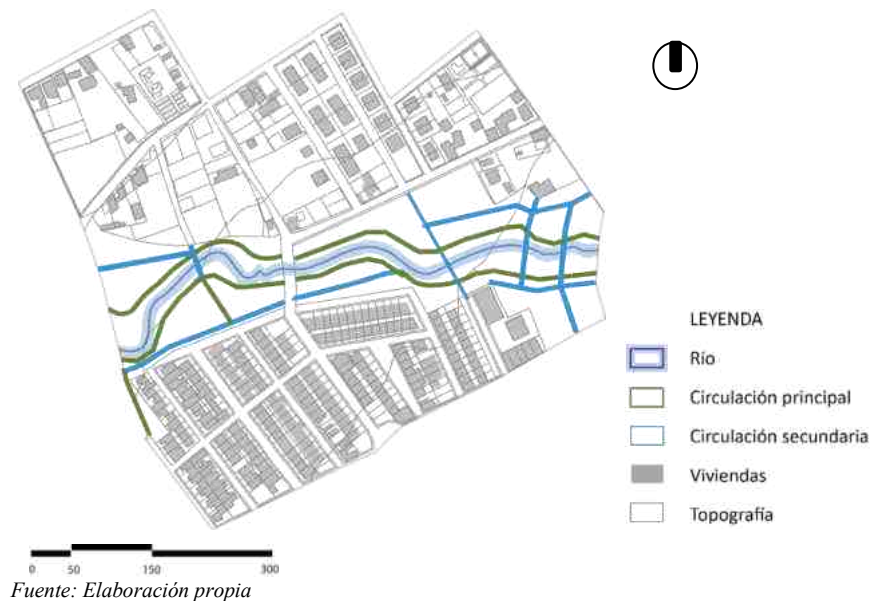 LEYENDA
Río
Circulación principal
Circulación secundaria
Viviendas
Topografía
0 50 150 300
Fuente: Elaboración propia